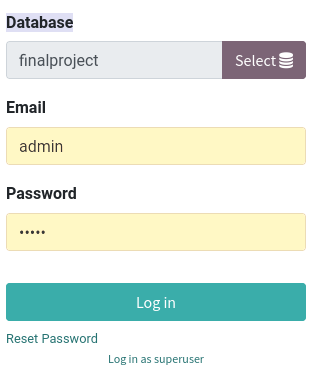 Database
finalproject Select
Email
admin
Password
•••••
Log in
Reset Password
Log in as superuser